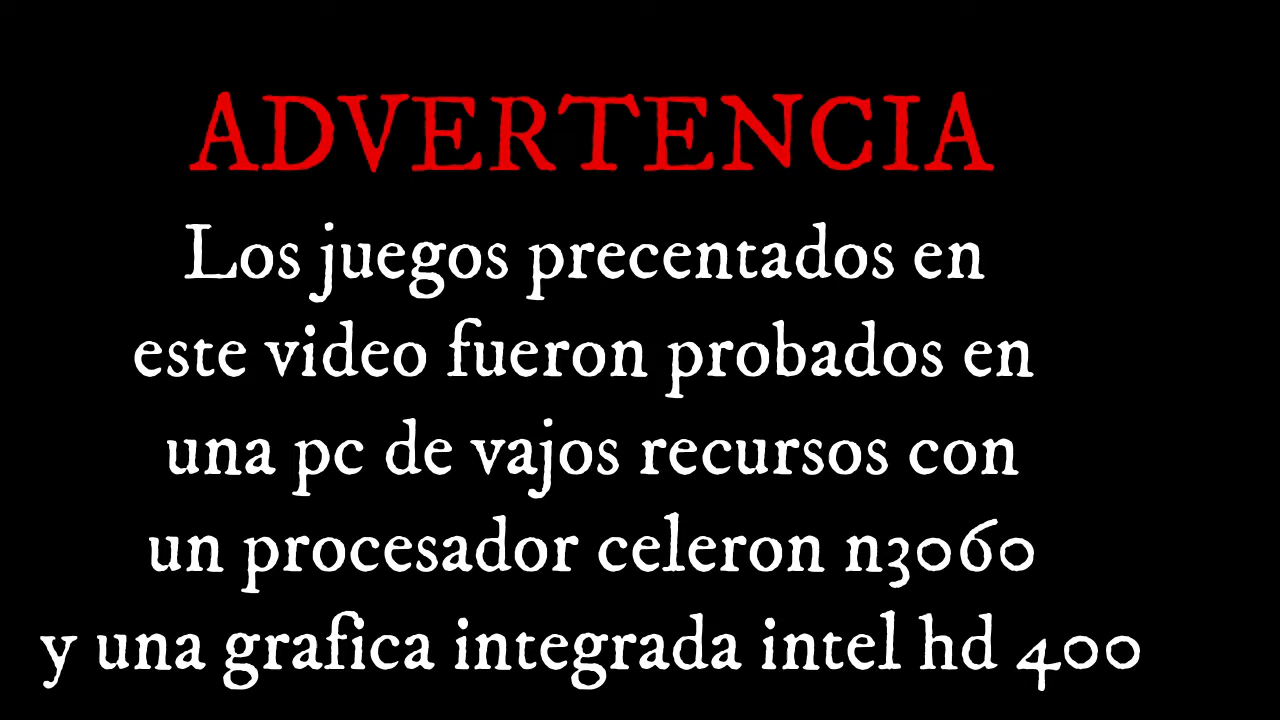 ADVERTENCIA
Los juegos precentados en
este video fueron probados en
una pc de vajos recursos con
un procesador celeron n3060
y una grafica integrada intel hd 400